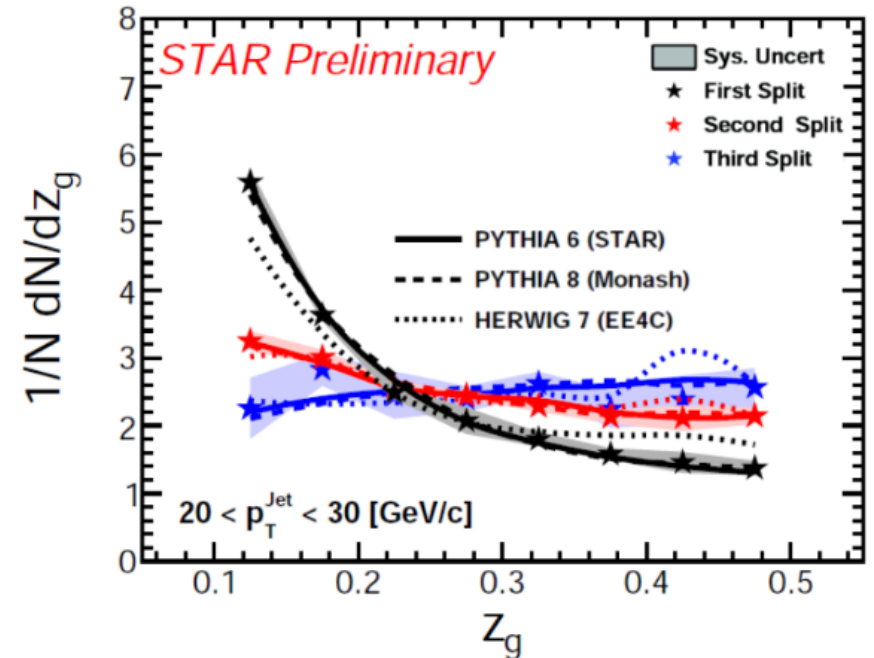 STAR Preliminary
Sys. Uncert
First Split
Second Split
Third Split
PYTHIA 6 (STAR)
PYTHIA 8 (Monash)
HERWIG 7 (EE4C)
20 < p_T^Jet < 30 [GeV/c]
1/N dN/dz_g
8
7
6
5
4
3
2
1
0
0.1 0.2 0.3 0.4 0.5
z_g